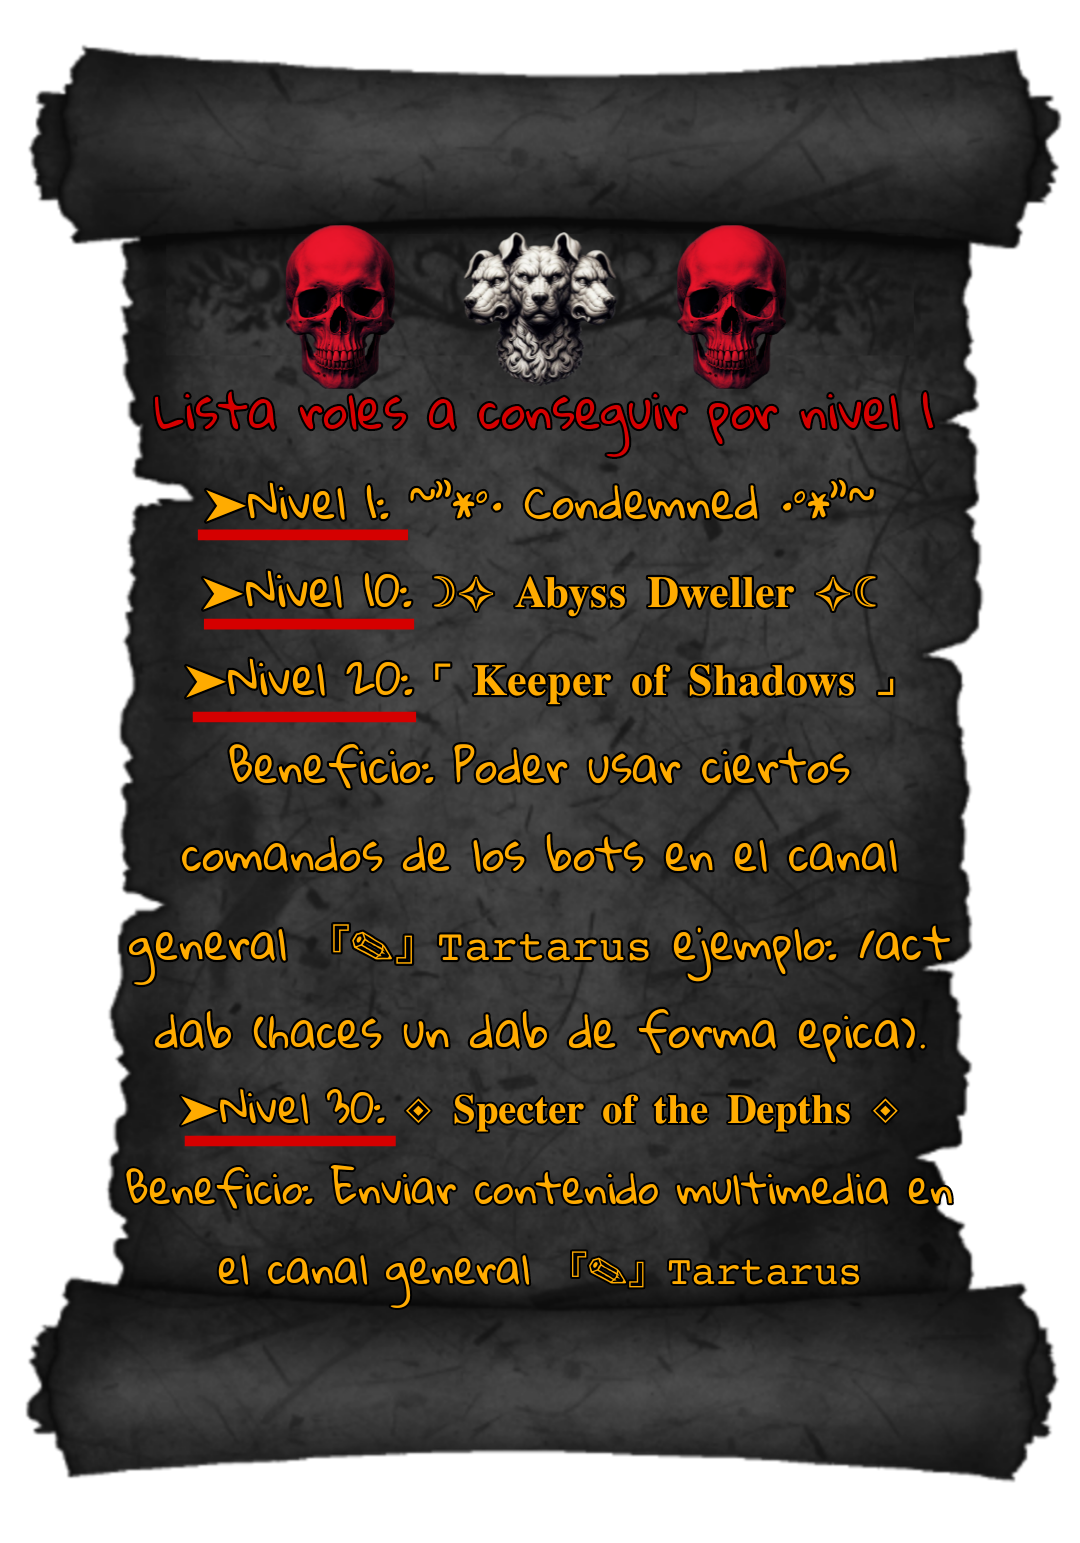 Lista roles a conseguir por nivel 1
➤Nivel 1: ~”*°• Condemned •°*”~
➤Nivel 10: ☽✧ Abyss Dweller ✧☾
➤Nivel 20: ⌜ Keeper of Shadows ⌟
Beneficio: Poder usar ciertos
comandos de los bots en el canal
general 『✎』Tartarus ejemplo: /act
dab (haces un dab de forma epica).
➤Nivel 30: ⟐ Specter of the Depths ⟐
Beneficio: Enviar contenido multimedia en
el canal general 『✎』Tartarus